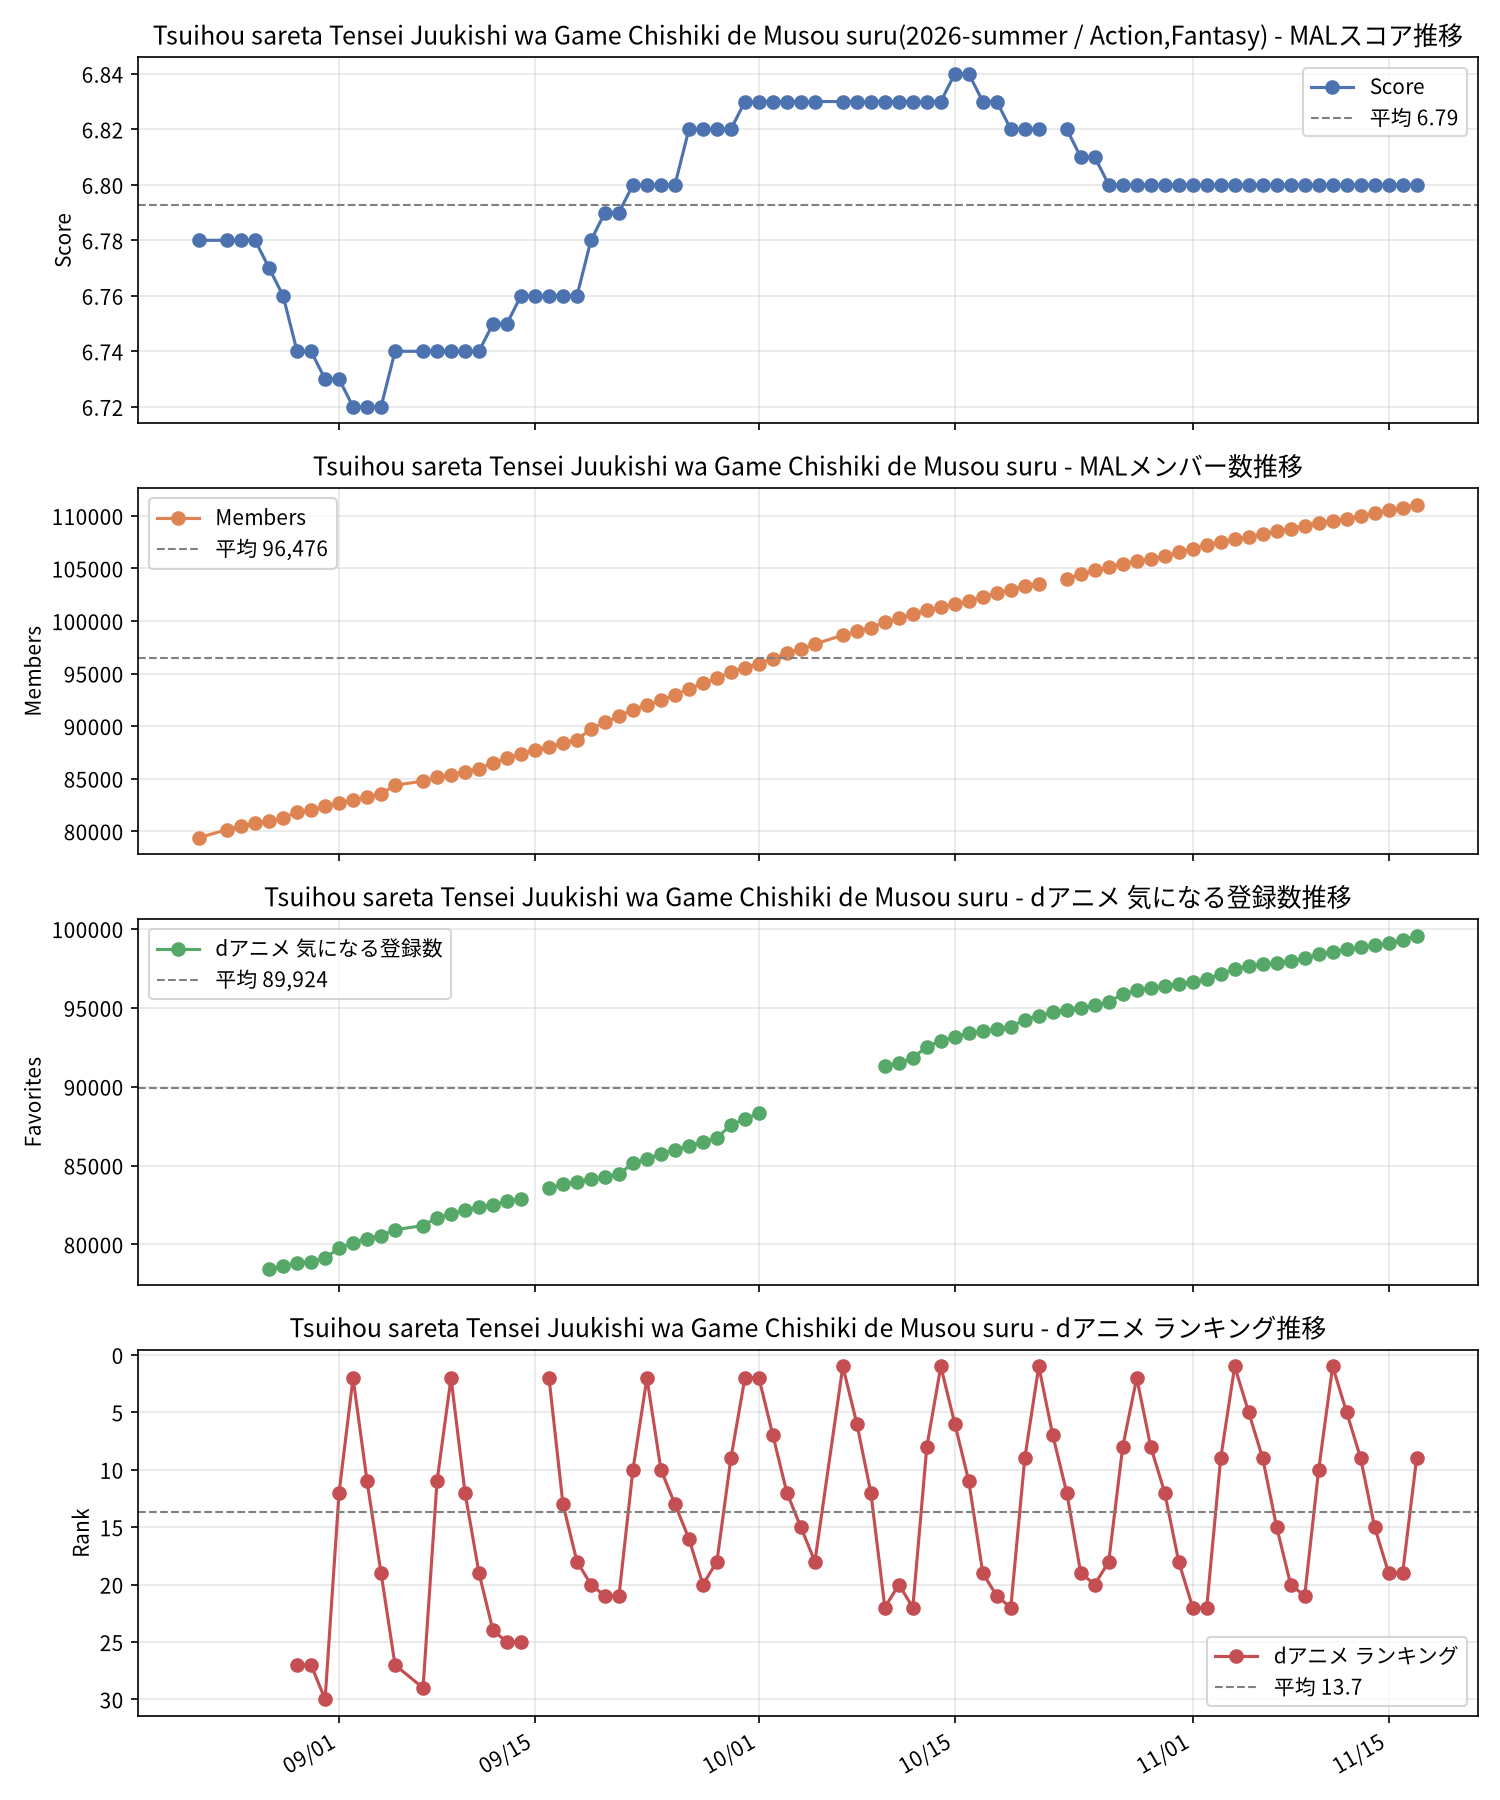 Tsuihou sareta Tensei Juukishi wa Game Chishiki de Musou suru(2026-summer / Action,Fantasy) - MALスコア推移
Score
平均 6.79
6.84
6.82
6.80
6.78
6.76
6.74
6.72
Score
Tsuihou sareta Tensei Juukishi wa Game Chishiki de Musou suru - MALメンバー数推移
Members
平均 96,476
110000
105000
100000
95000
90000
85000
80000
Members
Tsuihou sareta Tensei Juukishi wa Game Chishiki de Musou suru - dアニメ 気になる登録数推移
dアニメ 気になる登録数
平均 89,924
100000
95000
90000
85000
80000
Favorites
Tsuihou sareta Tensei Juukishi wa Game Chishiki de Musou suru - dアニメ ランキング推移
0
5
10
15
20
25
30
Rank
dアニメ ランキング
平均 13.7
09/01
09/15
10/01
10/15
11/01
11/15